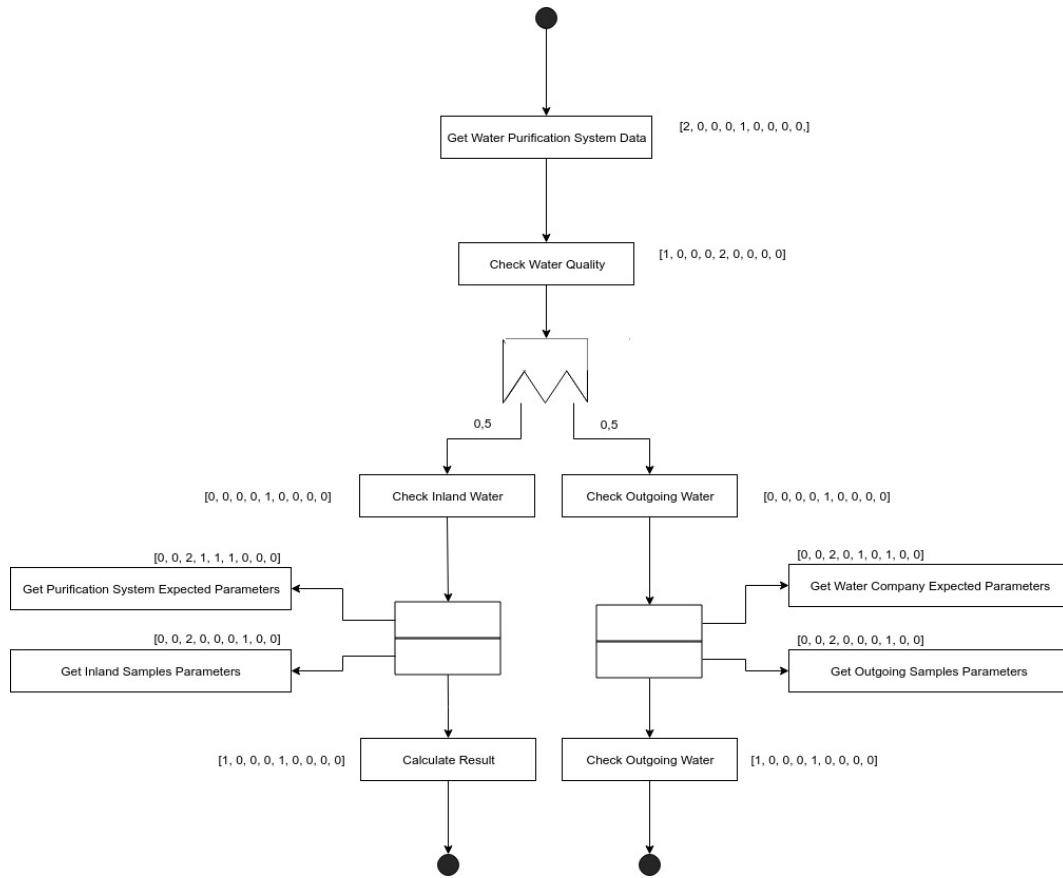 [2, 0, 0, 0, 1, 0, 0, 0, 0,]
Get Water Purification System Data
[1, 0, 0, 0, 2, 0, 0, 0, 0]
Check Water Quality
0,5
0,5
[0, 0, 0, 0, 1, 0, 0, 0, 0]
Check Inland Water
Check Outgoing Water
[0, 0, 0, 0, 1, 0, 0, 0, 0]
[0, 0, 2, 1, 1, 1, 0, 0, 0]
Get Purification System Expected Parameters
[0, 0, 2, 0, 1, 0, 1, 0, 0]
Get Water Company Expected Parameters
[0, 0, 2, 0, 0, 0, 1, 0, 0]
Get Inland Samples Parameters
[0, 0, 2, 0, 0, 0, 1, 0, 0]
Get Outgoing Samples Parameters
[1, 0, 0, 0, 1, 0, 0, 0, 0]
Calculate Result
Check Outgoing Water
[1, 0, 0, 0, 1, 0, 0, 0, 0]